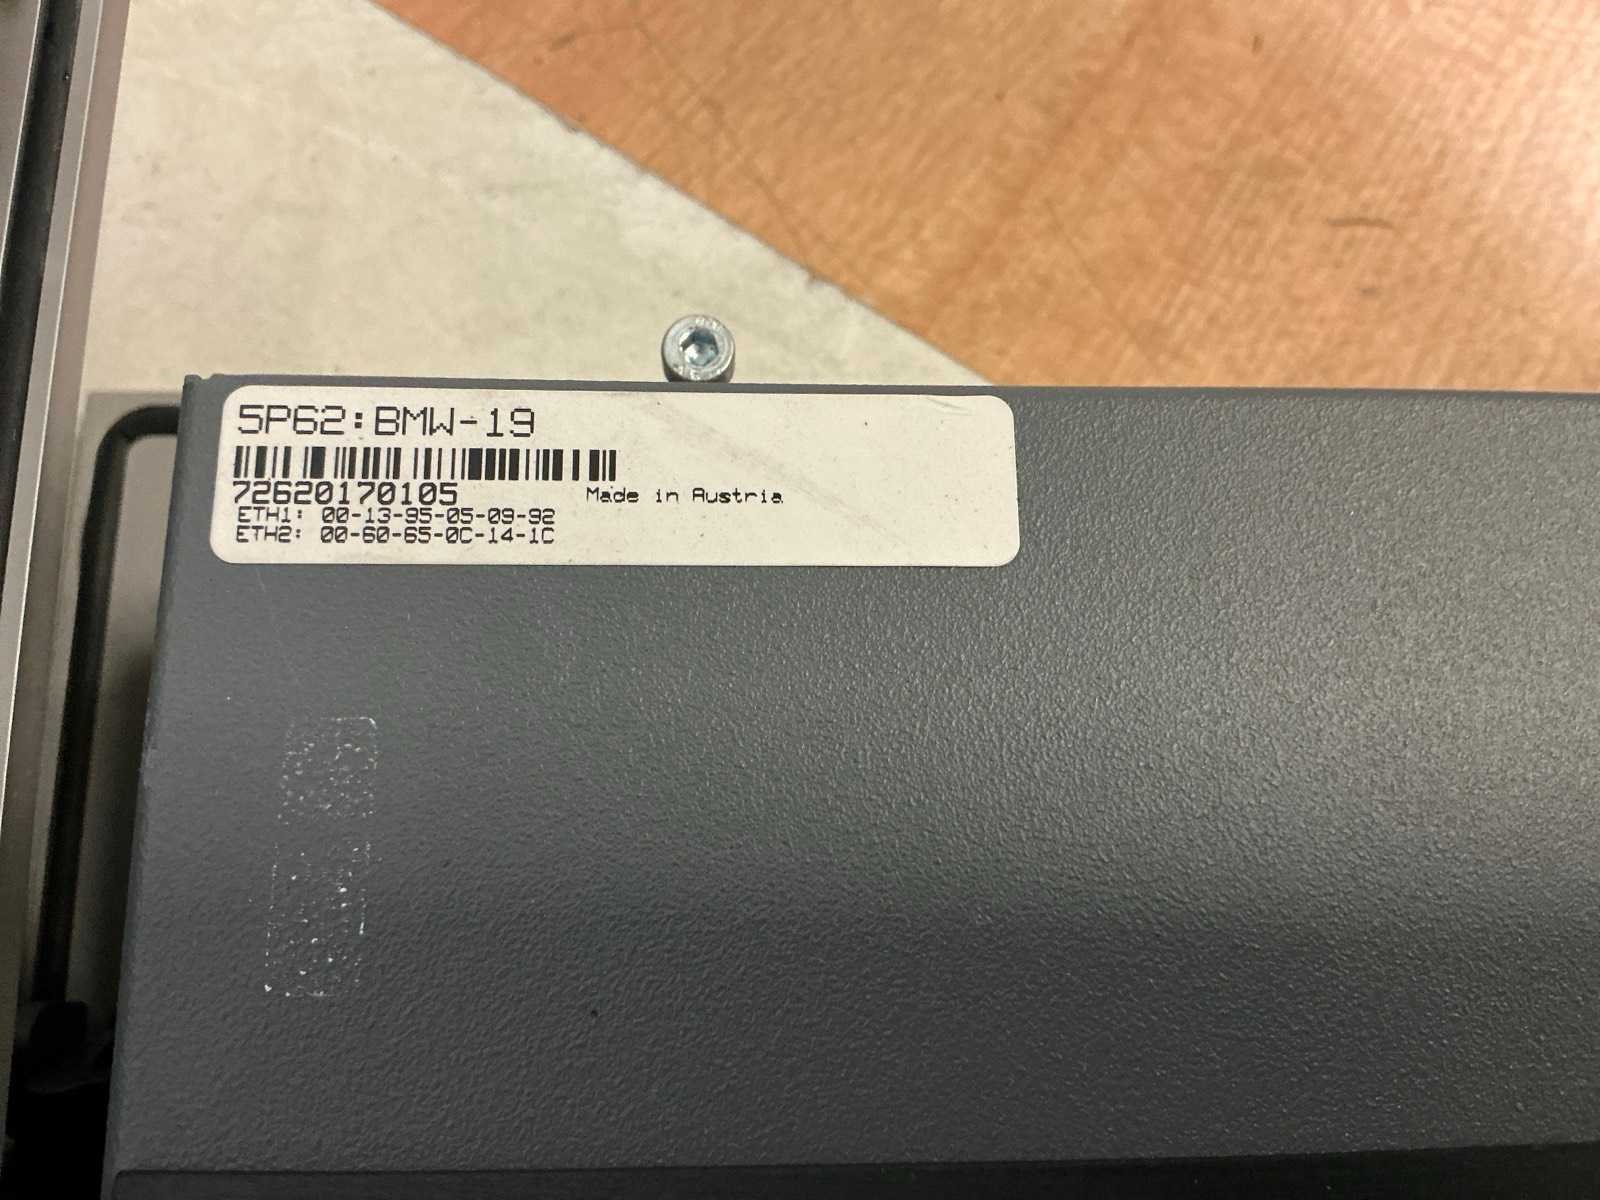 5P62:BMW-19
72620170105
Made in Austria
ETH1: 00-13-95-05-09-92
ETH2: 00-60-65-0C-14-1C